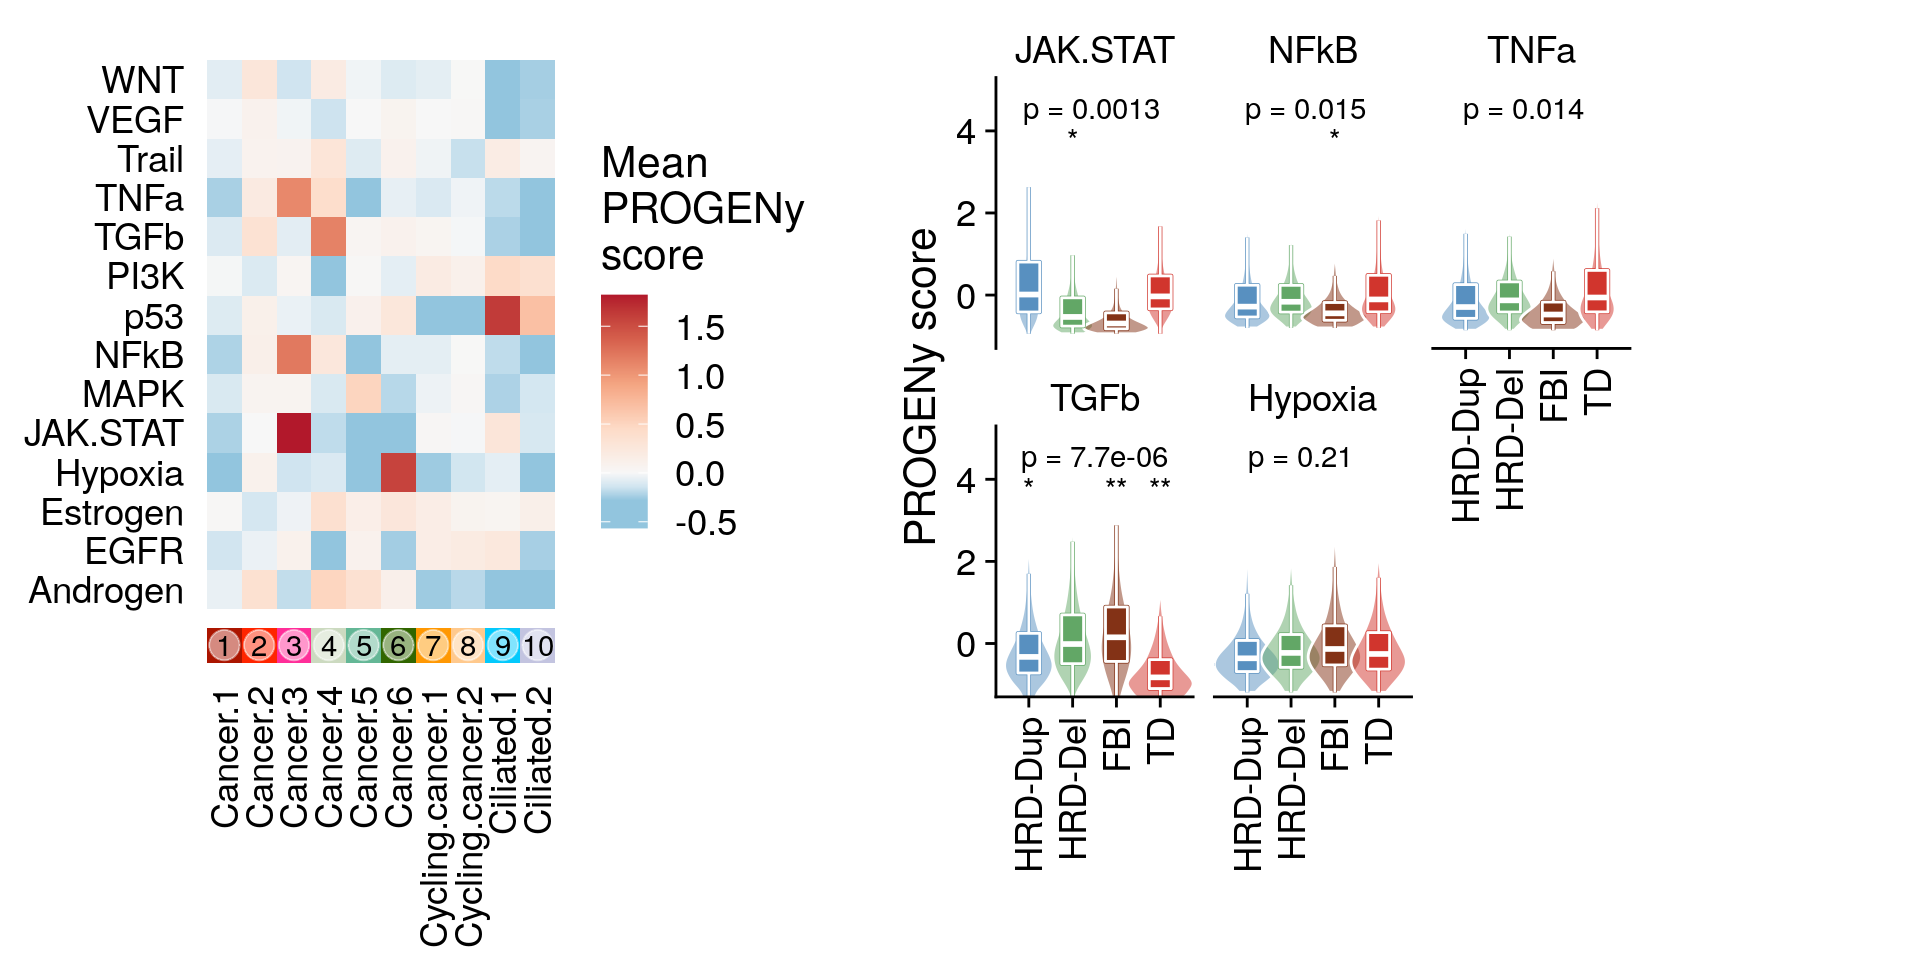 WNT
VEGF
Trail
TNFa
TGFb
PI3K
p53
NFkB
MAPK
JAK.STAT
Hypoxia
Estrogen
EGFR
Androgen
1 2 3 4 5 6 7 8 9 10
Cancer.1
Cancer.2
Cancer.3
Cancer.4
Cancer.5
Cancer.6
Cycling.cancer.1
Cycling.cancer.2
Ciliated.1
Ciliated.2
Mean
PROGENy
score
1.5
1.0
0.5
0.0
-0.5
PROGENy score
JAK.STAT NFkB TNFa
p = 0.0013 p = 0.015 p = 0.014
* *
4
2
0
HRD-Dup
HRD-Del
FBI
TD
TGFb Hypoxia
p = 7.7e-06 p = 0.21
* ** **
4
2
0
HRD-Dup
HRD-Del
FBI
TD
HRD-Dup
HRD-Del
FBI
TD